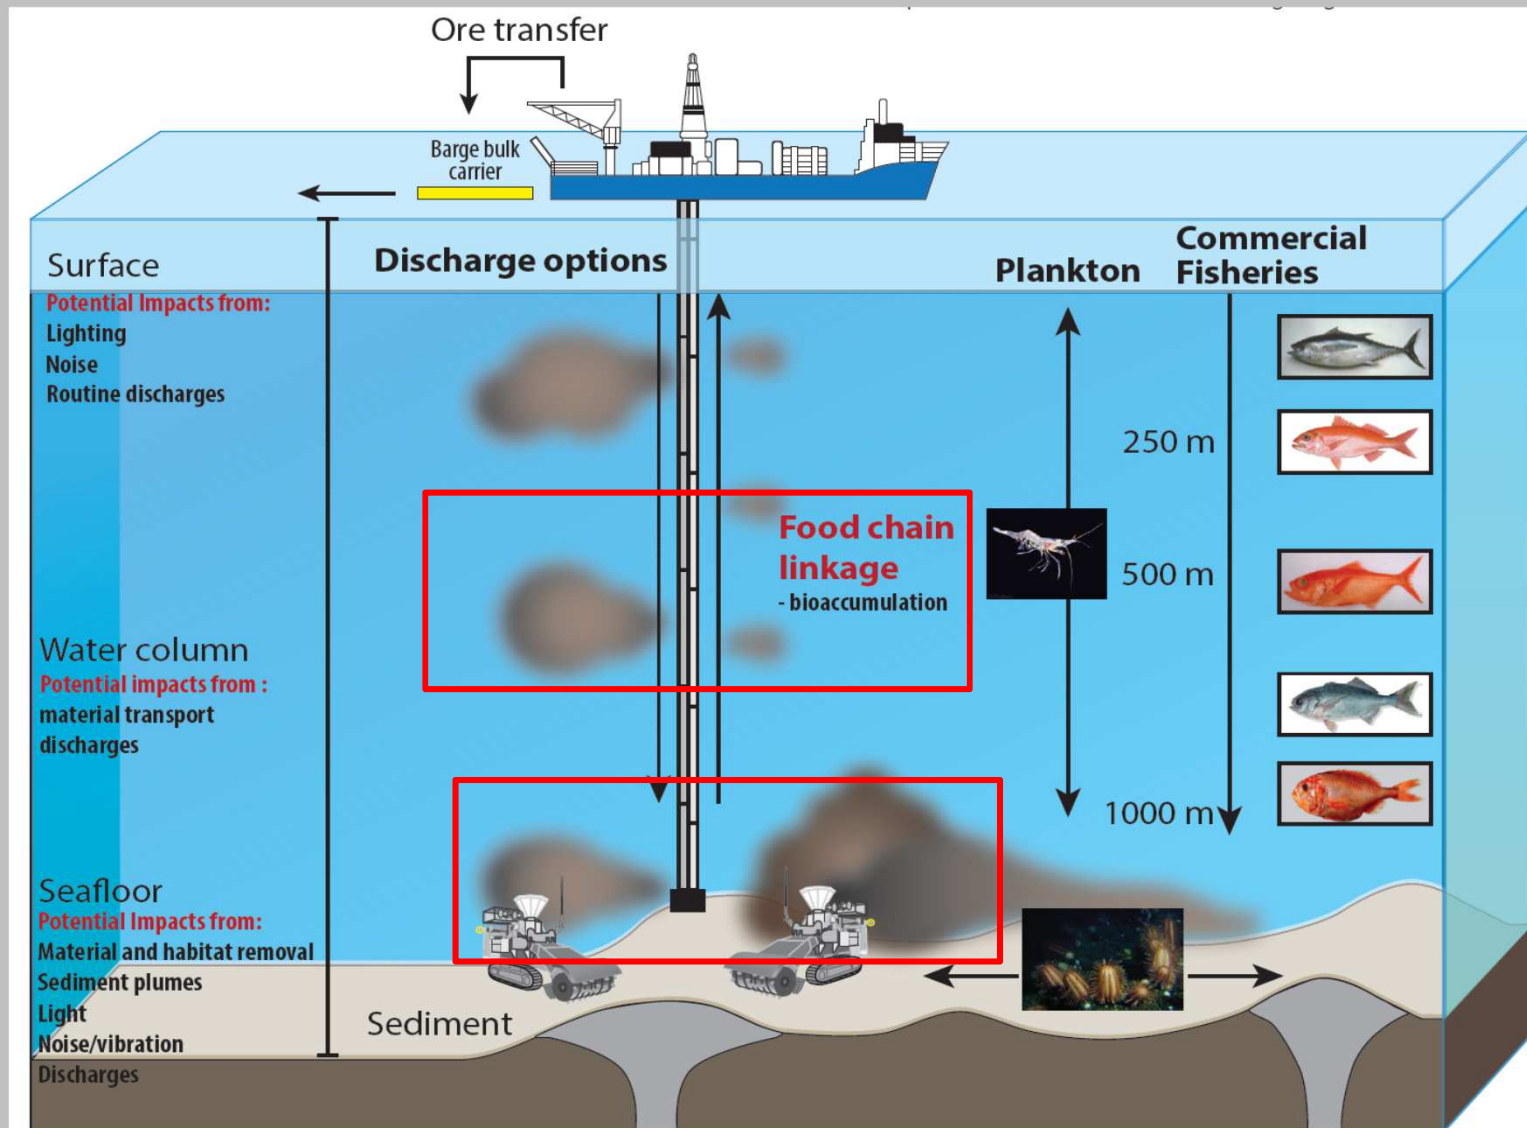 Ore transfer
Barge bulk
carrier
Surface
Potential Impacts from:
Lighting
Noise
Routine discharges
Discharge options
Plankton
Commercial
Fisheries
250 m
Food chain
linkage
- bioaccumulation
500 m
Water column
Potential impacts from :
material transport
discharges
1000 m
Seafloor
Potential Impacts from:
Material and habitat removal
Sediment plumes
Light
Noise/vibration
Discharges
Sediment